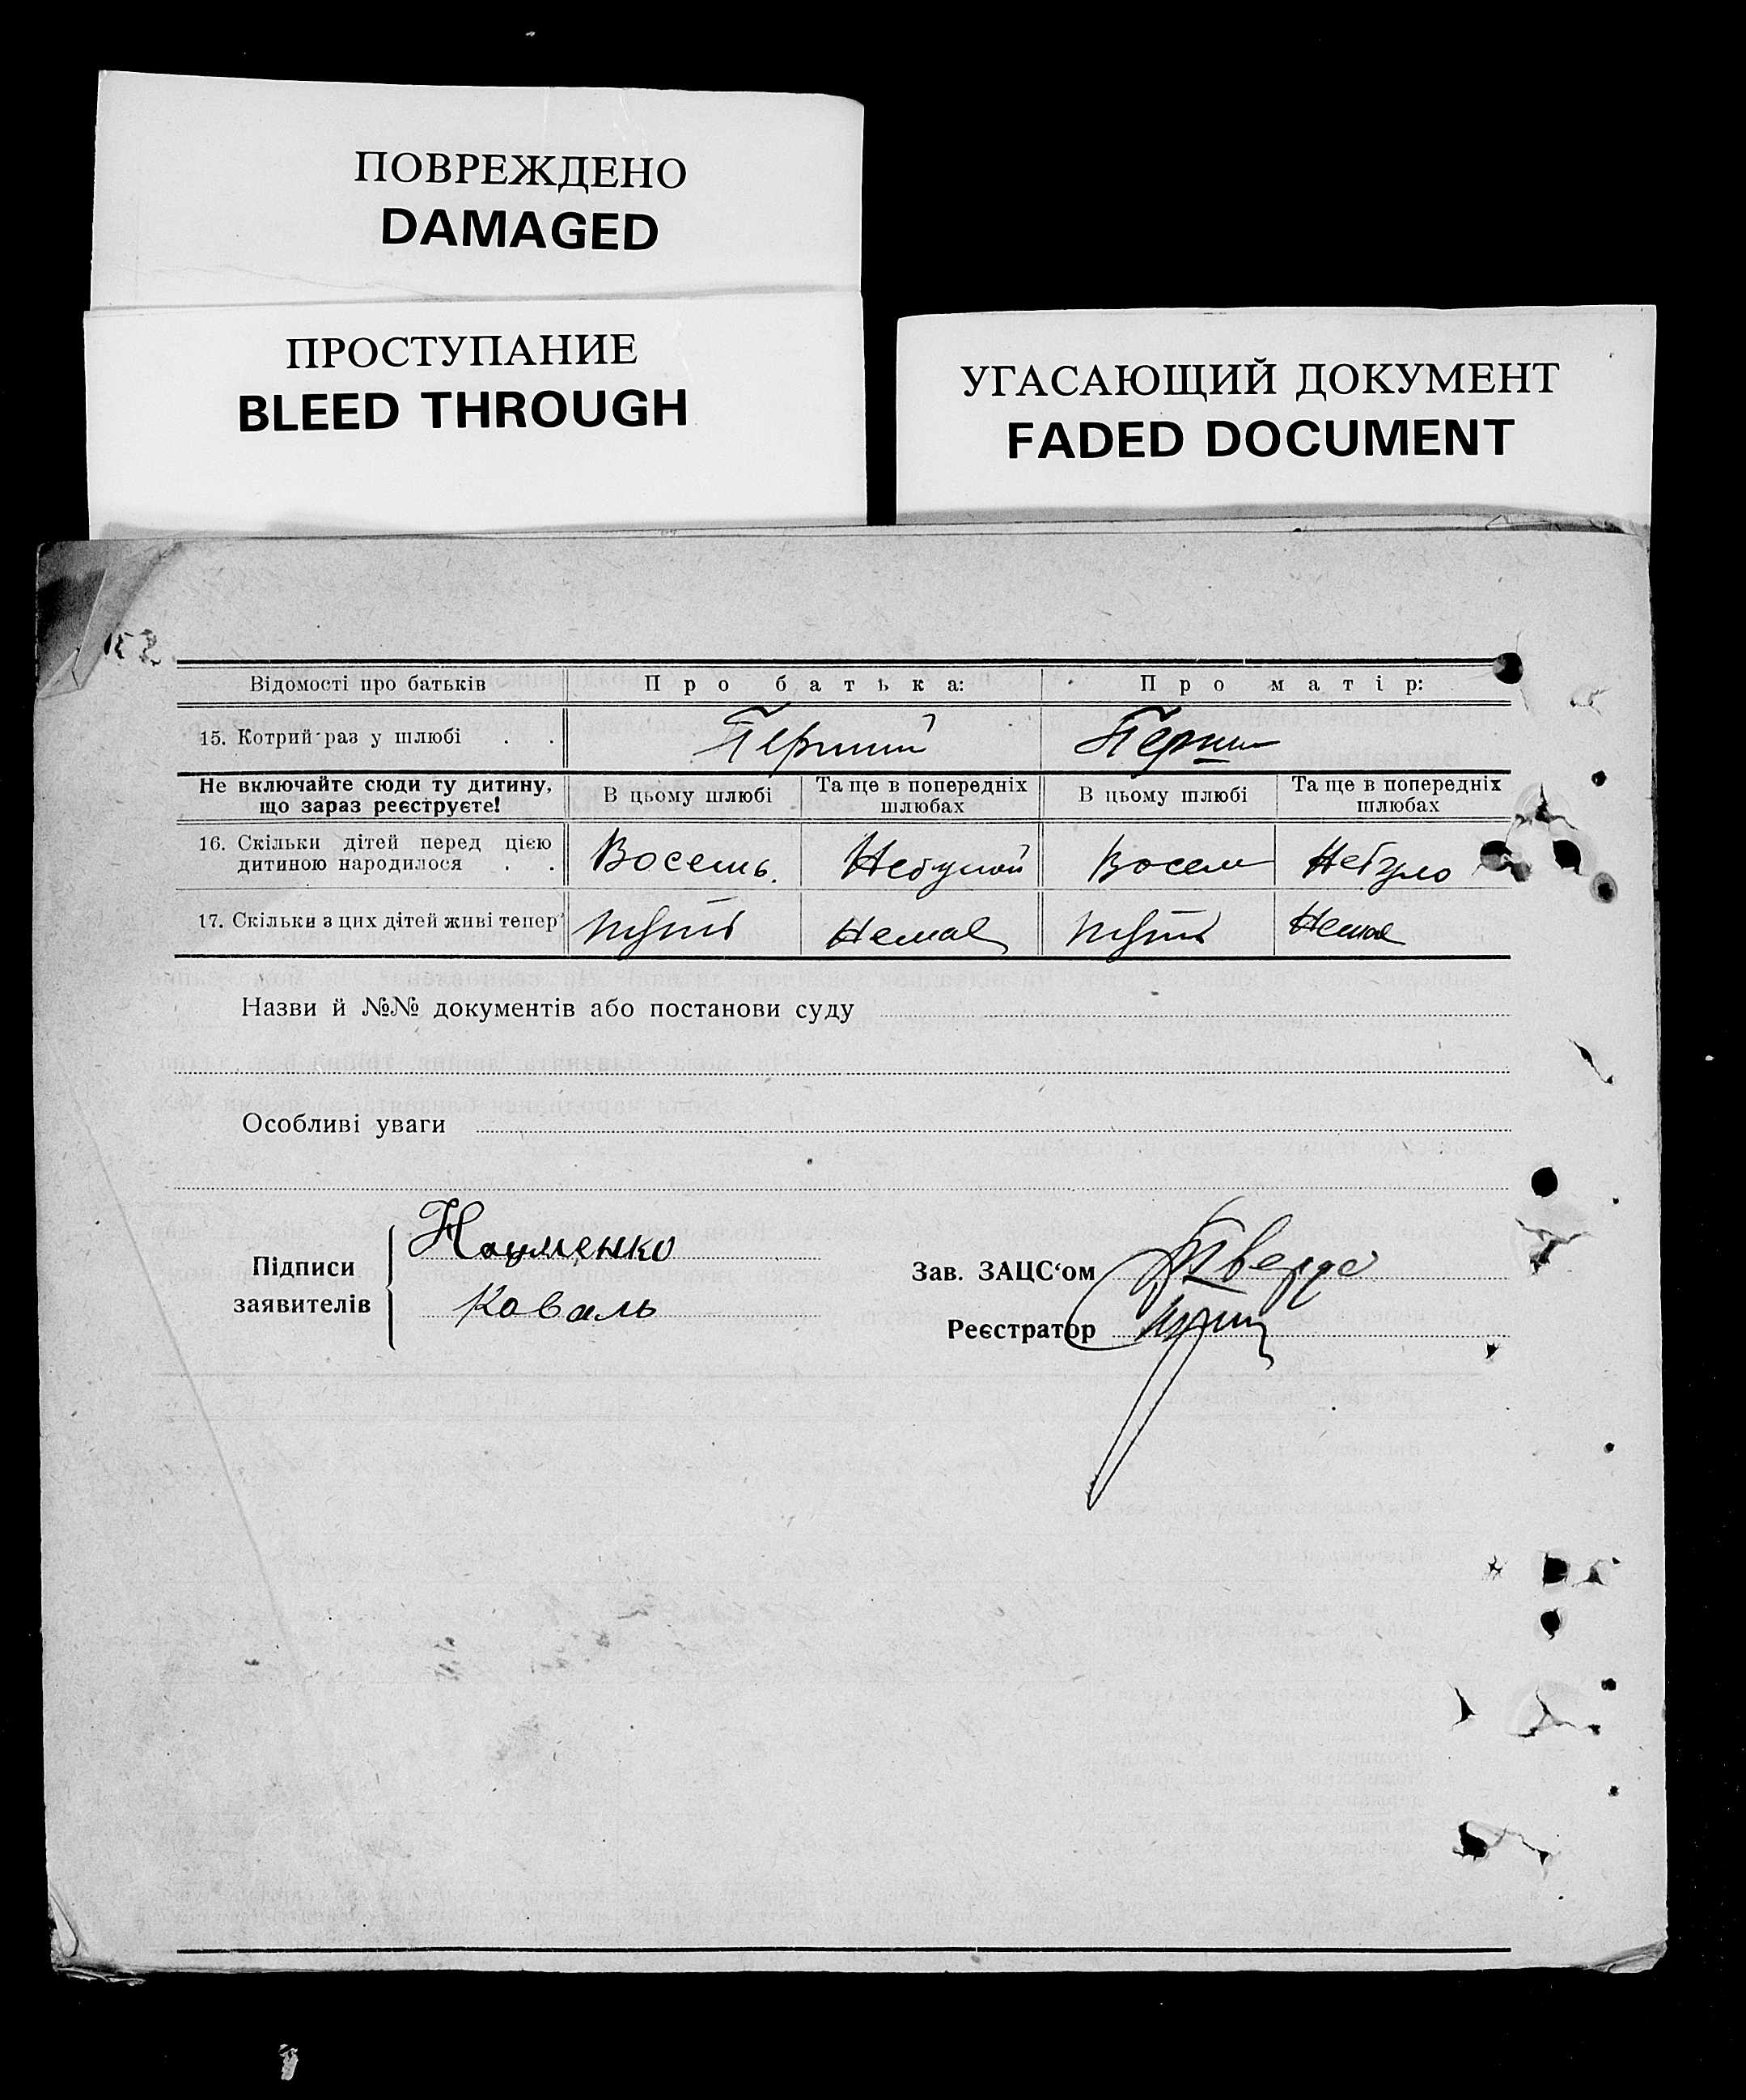 ПОВРЕЖДЕНО
DAMAGED
ПРОСТУПАНИЕ
BLEED THROUGH
УГАСАЮЩИЙ ДОКУМЕНТ
FADED DOCUMENT
Відомості про батьків Про батька: Про матір:
15. Котрий раз у шлюбі . . Перший Перш
Не включайте сюди ту дитину, що зараз реєструєте! В цьому шлюбі Та ще в попередніх шлюбах В цьому шлюбі Та ще в попередніх шлюбах
16. Скільки дітей перед цією
дитиною народилося . . Восемь. Восем Небуло
17. Скільки з цих дітей живі тепер Немає Немає
Назви й №№ документів або постанови суду
Особливі уваги
Підписи
заявителів
Науменко
Коваль
Зав. ЗАЦС‘ом
Реєстратор